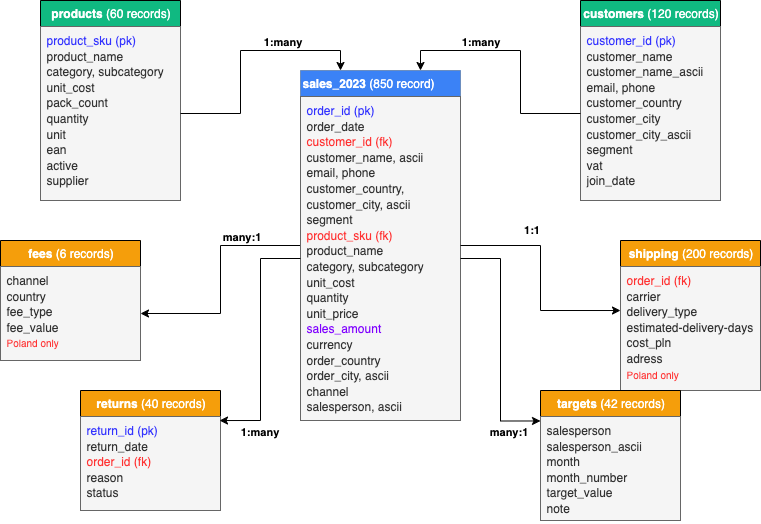 products (60 records)
product_sku (pk)
product_name
category, subcategory
unit_cost
pack_count
quantity
unit
ean
active
supplier
1:many
1:many
customers (120 records)
customer_id (pk)
customer_name
customer_name_ascii
email, phone
customer_country
customer_city
customer_city_ascii
segment
vat
join_date
sales_2023 (850 record)
order_id (pk)
order_date
customer_id (fk)
customer_name, ascii
email, phone
customer_country,
customer_city, ascii
segment
product_sku (fk)
product_name
category, subcategory
unit_cost
quantity
unit_price
sales_amount
currency
order_country
order_city, ascii
channel
salesperson, ascii
many:1
1:1
fees (6 records)
channel
country
fee_type
fee_value
Poland only
shipping (200 records)
order_id (fk)
carrier
delivery_type
estimated-delivery-days
cost_pln
adress
Poland only
returns (40 records)
return_id (pk)
return_date
order_id (fk)
reason
status
1:many
many:1
targets (42 records)
salesperson
salesperson_ascii
month
month_number
target_value
note